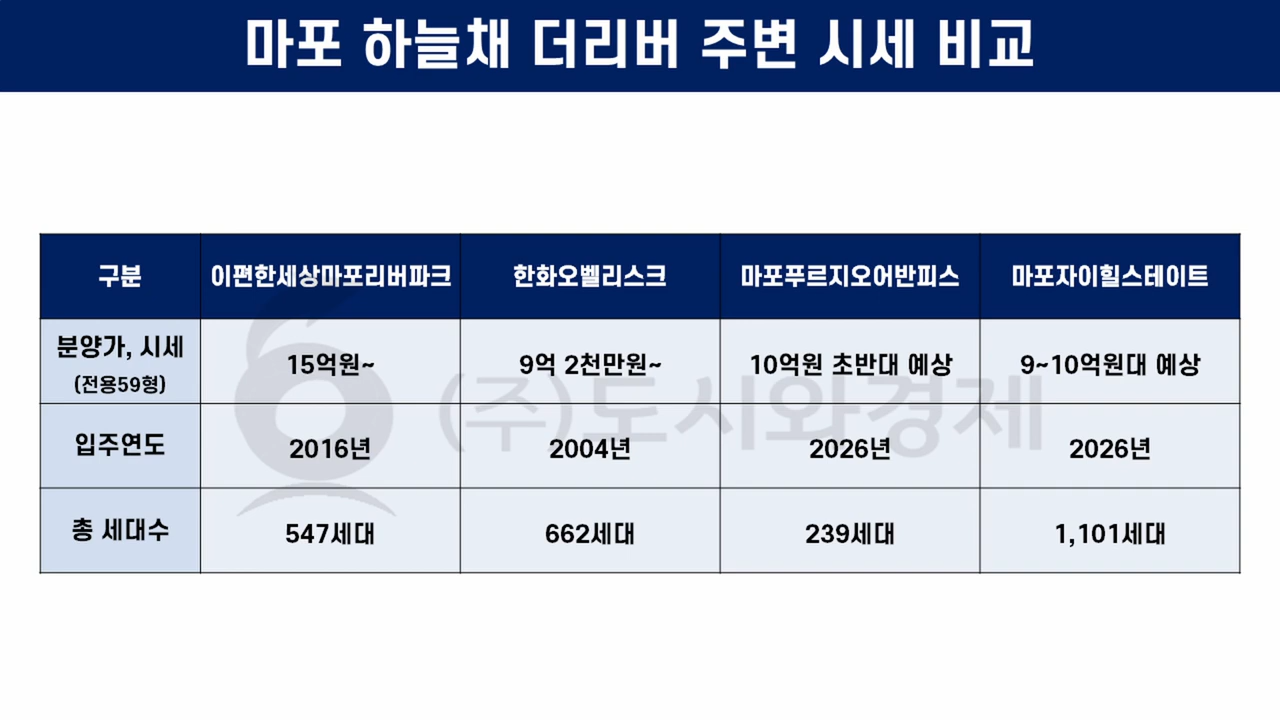 마포 하늘채 더리버 주변 시세 비교
구분 이편한세상마포리버파크 한화오벨리스크 마포푸르지오어반피스 마포자이힐스테이트
분양가, 시세
(전용59형) 15억원~ 9억 2천만원~ 10억원 초반대 예상 9~10억원대 예상
입주연도 2016년 2004년 2026년 2026년
총 세대수 547세대 662세대 239세대 1,101세대
(주)도시와경제